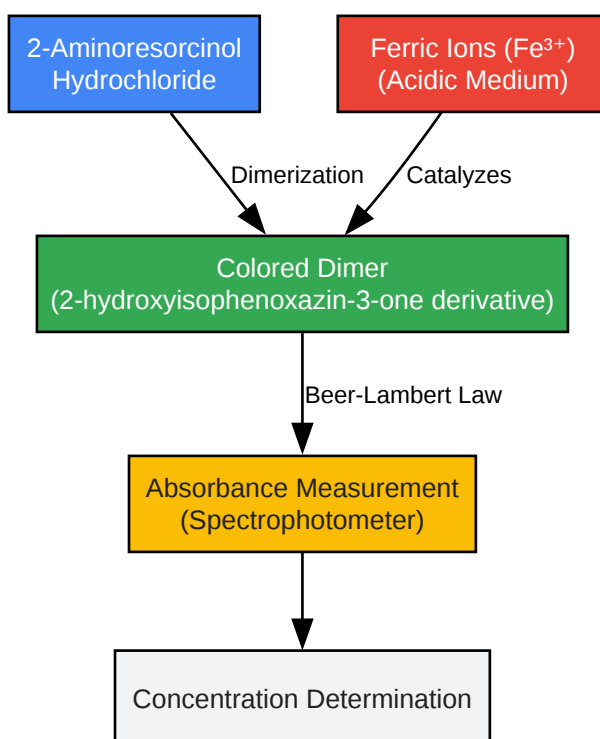 2-Aminoresorcinol
Hydrochloride
Ferric Ions (Fe³⁺)
(Acidic Medium)
Dimerization
Catalyzes
Colored Dimer
(2-hydroxyisophenoxazin-3-one derivative)
Beer-Lambert Law
Absorbance Measurement
(Spectrophotometer)
Concentration Determination